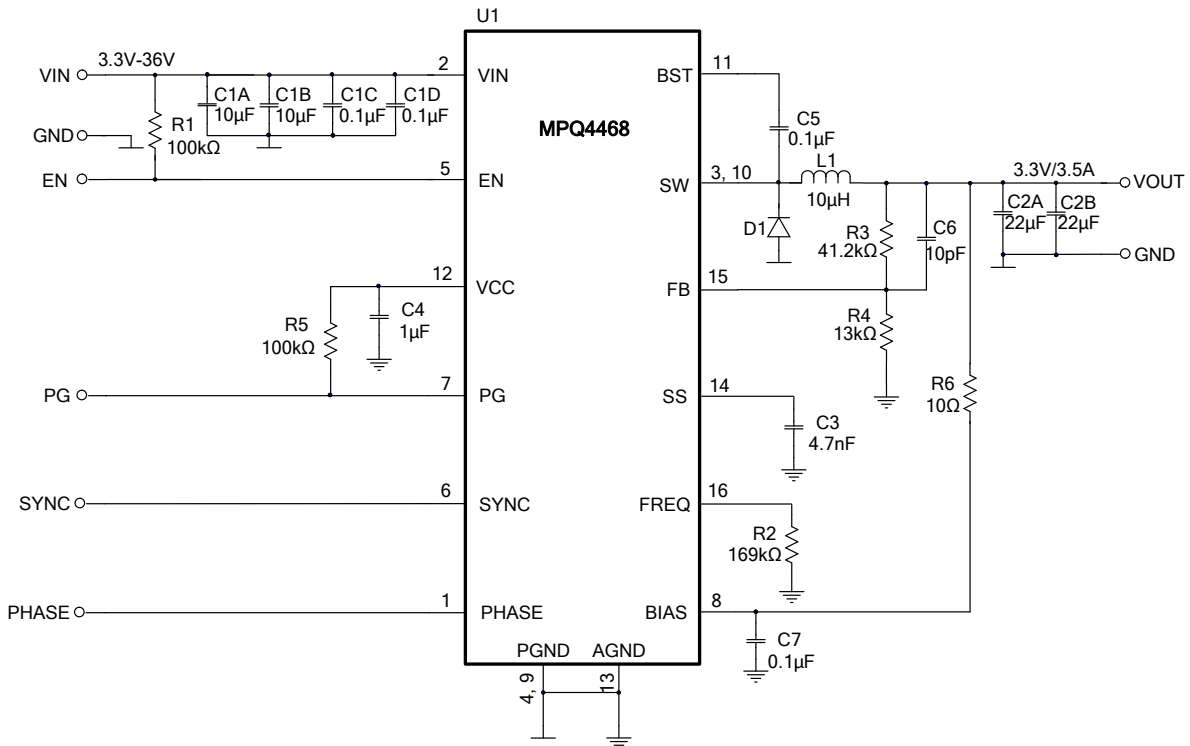 U1
MPQ4468
VIN
3.3V-36V
2
VIN
C1A
10µF
C1B
10µF
C1C
0.1µF
C1D
0.1µF
GND
R1
100kΩ
EN
5
EN
12
VCC
C4
1µF
R5
100kΩ
PG
7
PG
SYNC
6
SYNC
PHASE
1
PHASE
PGND
AGND
4, 9
13
BST
11
C5
0.1µF
SW
3, 10
L1
10µH
D1
3.3V/3.5A
VOUT
C2A
22µF
C2B
22µF
GND
R3
41.2kΩ
C6
10pF
FB
15
R4
13kΩ
SS
14
C3
4.7nF
R6
10Ω
FREQ
16
R2
169kΩ
BIAS
8
C7
0.1µF